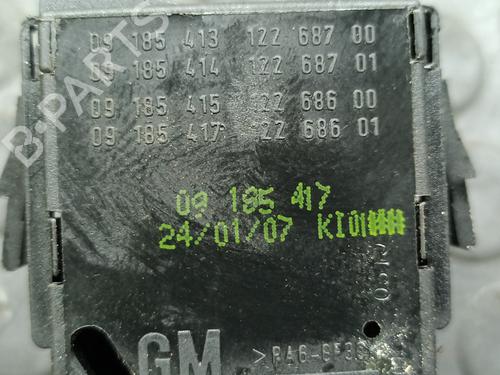 09 185 413 122 687 00
09 185 414 122 687 01
09 185 415 122 686 00
09 185 417 122 686 01
09 185 417
24/01/07 KI01
GM
B-PARTS